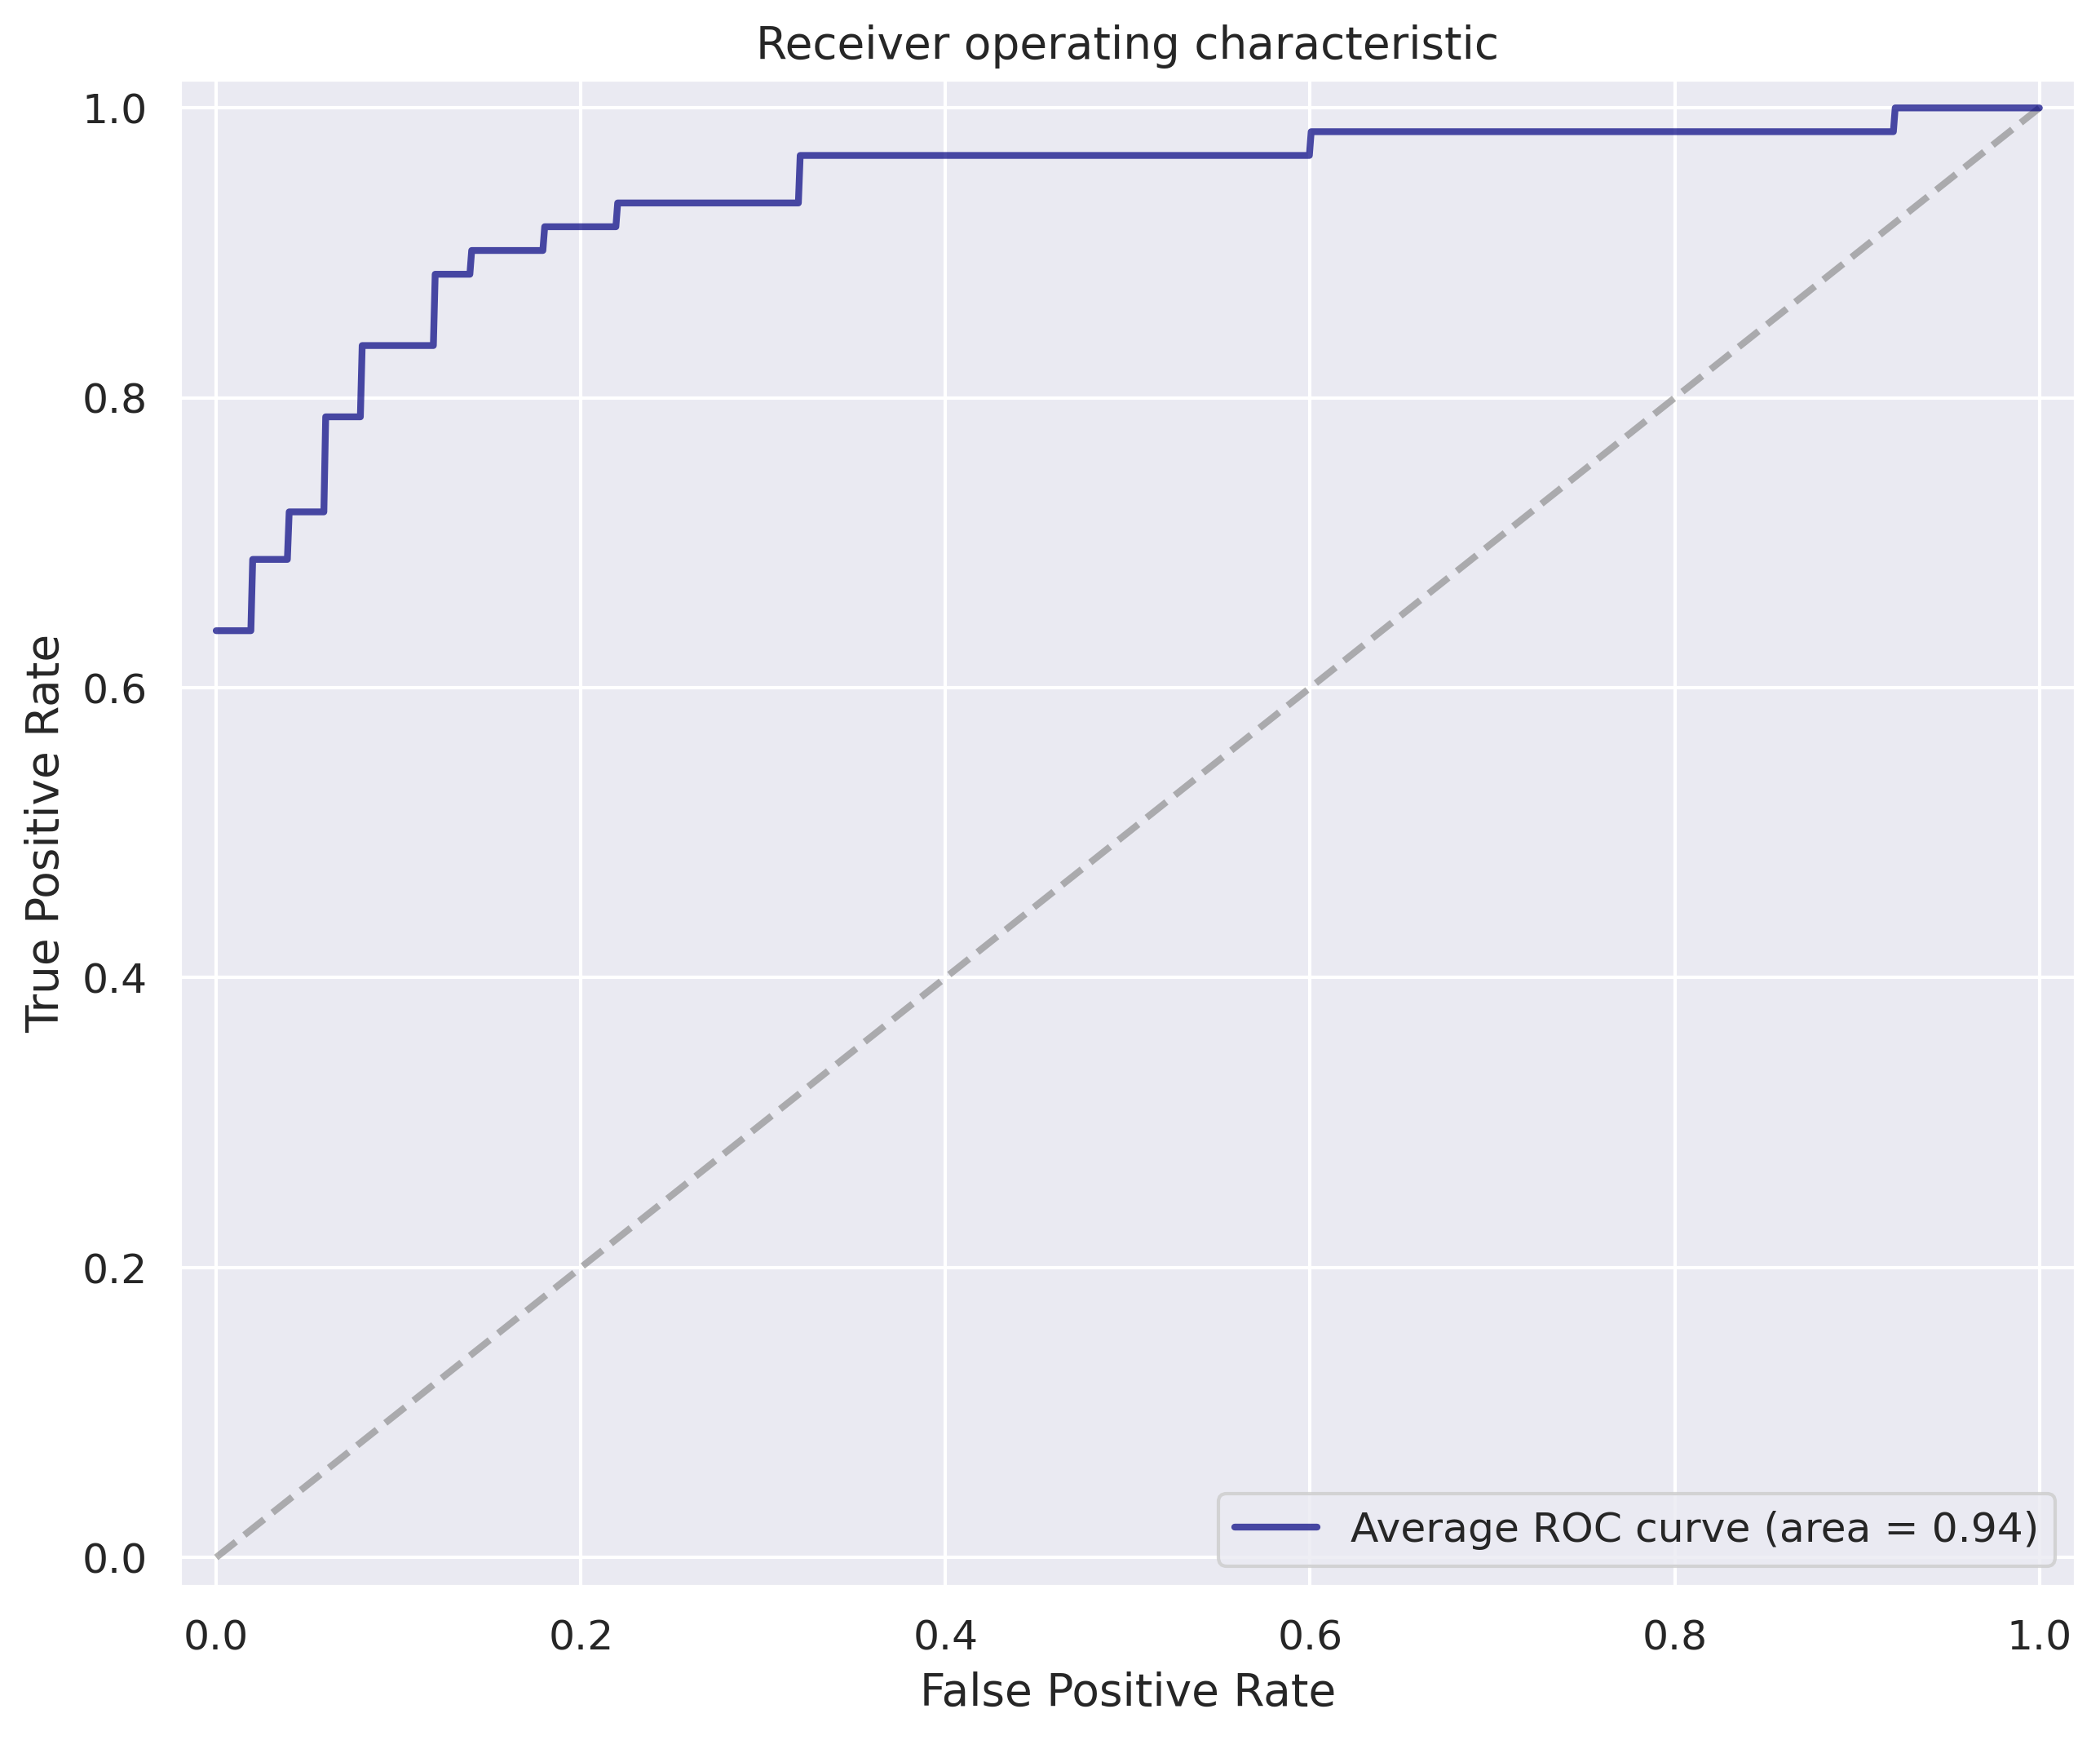 Receiver operating characteristic
1.0
0.8
0.6
0.4
0.2
0.0
True Positive Rate
Average ROC curve (area = 0.94)
0.0 0.2 0.4 0.6 0.8 1.0
False Positive Rate